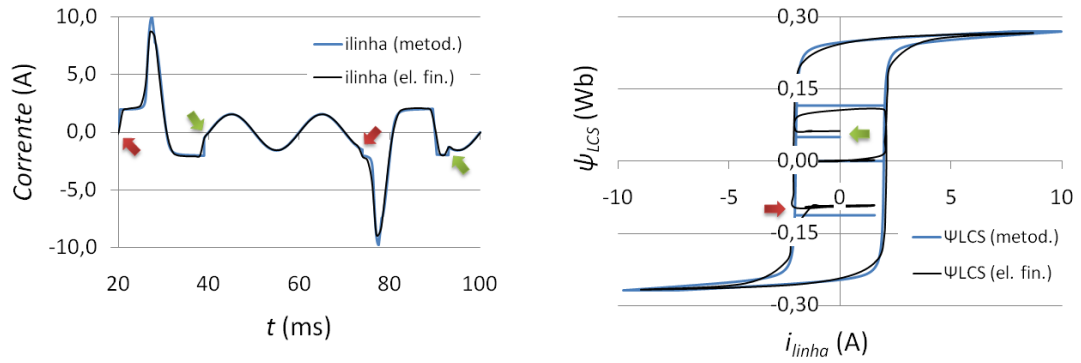 10,0
5,0
0,0
-5,0
-10,0
Corrente (A)
ilinha (metod.)
ilinha (el. fin.)
20 40 60 80 100
t (ms)
0,30
0,15
0,00
-0,15
-0,30
ψLCS (Wb)
-10 -5 0 5 10
ΨLCS (metod.)
ΨLCS (el. fin.)
ilinha (A)